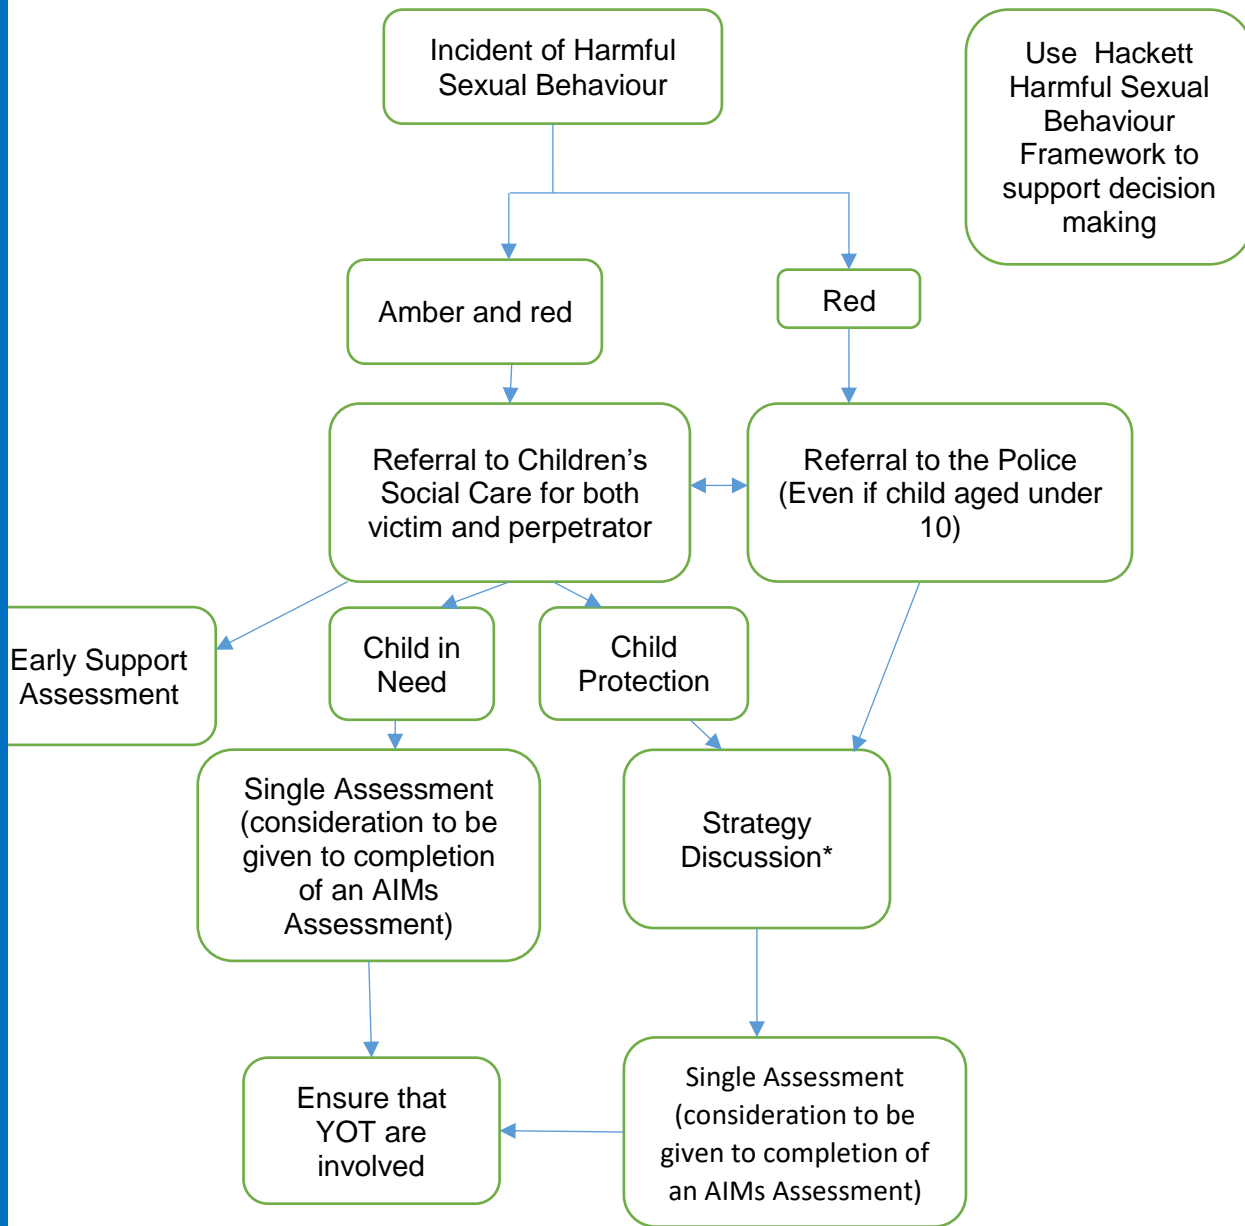 Incident of Harmful
Sexual Behaviour
Use Hackett
Harmful Sexual
Behaviour
Framework to
support decision
making
Amber and red
Red
Referral to Children’s
Social Care for both
victim and perpetrator
Referral to the Police
(Even if child aged under
10)
Early Support
Assessment
Child in
Need
Child
Protection
Single Assessment
(consideration to be
given to completion
of an AIMs
Assessment)
Strategy
Discussion*
Ensure that
YOT are
involved
Single Assessment
(consideration to be
given to completion of
an AIMs Assessment)